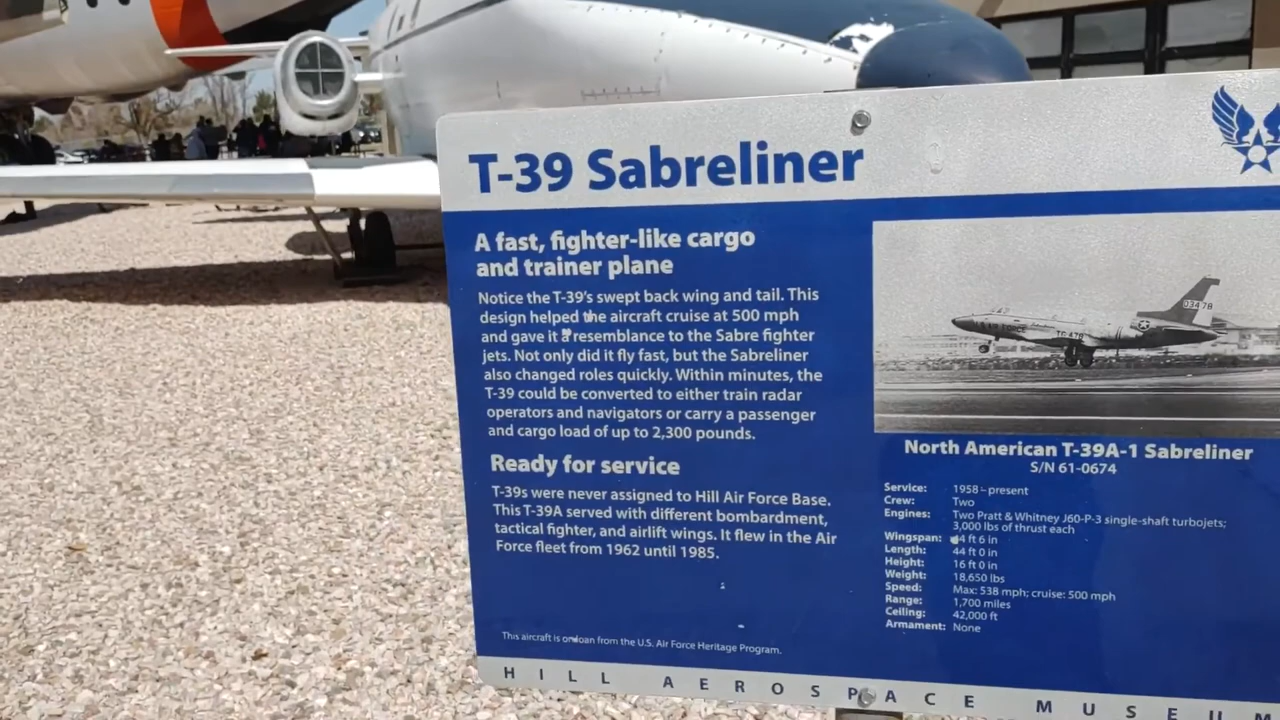 T-39 Sabreliner
A fast, fighter-like cargo
and trainer plane
Notice the T-39's swept back wing and tail. This
design helped the aircraft cruise at 500 mph
and gave it resemblance to the Sabre fighter
jets. Not only did it fly fast, but the Sabreliner
also changed roles quickly. Within minutes, the
T-39 could be converted to either train radar
operators and navigators or carry a passenger
and cargo load of up to 2,300 pounds.
Ready for service
T-39s were never assigned to Hill Air Force Base.
This T-39A served with different bombardment,
tactical fighter, and airlift wings. It flew in the Air
Force fleet from 1962 until 1985.
This aircraft is on loan from the U.S. Air Force Heritage Program.
03478
TG-478
North American T-39A-1 Sabreliner
S/N 61-0674
Service: 1958 – present
Crew: Two
Engines: Two Pratt & Whitney J60-P-3 single-shaft turbojets;
3,000 lbs of thrust each
Wingspan: 44 ft 6 in
Length: 44 ft 0 in
Height: 16 ft 0 in
Weight: 18,650 lbs
Speed: Max: 538 mph; cruise: 500 mph
Range: 1,700 miles
Ceiling: 42,000 ft
Armament: None
HILL AEROSPACE MUSEUM